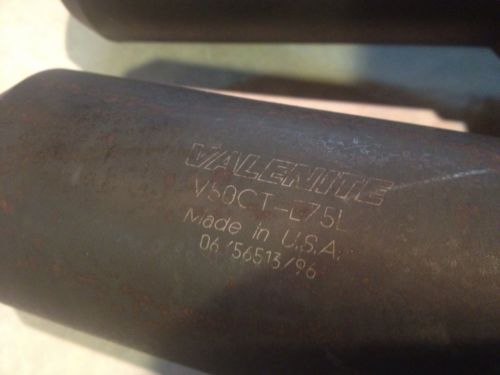 VALENITE
V50CT-E75L
Made in U.S.A.
06/56513/96